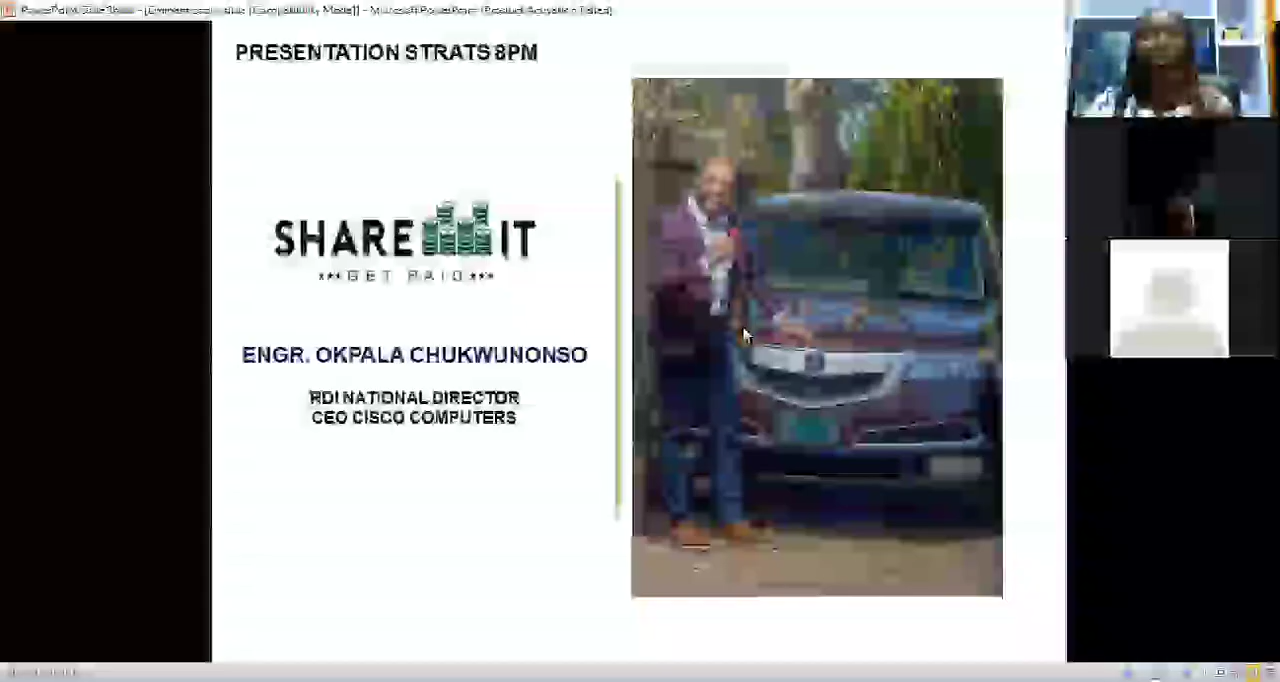 PRESENTATION STRATS 8PM
SHARE IT
GET PAID
ENGR. OKPALA CHUKWUNONSO
RDI NATIONAL DIRECTOR
CEO CISCO COMPUTERS